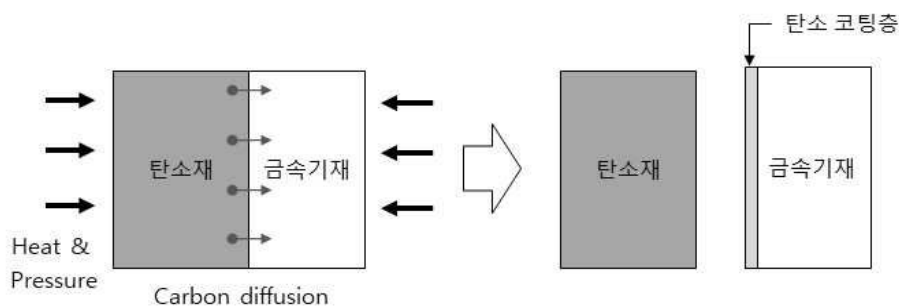 탄소 코팅층
탄소재
금속기재
탄소재
금속기재
Heat &
Pressure
Carbon diffusion